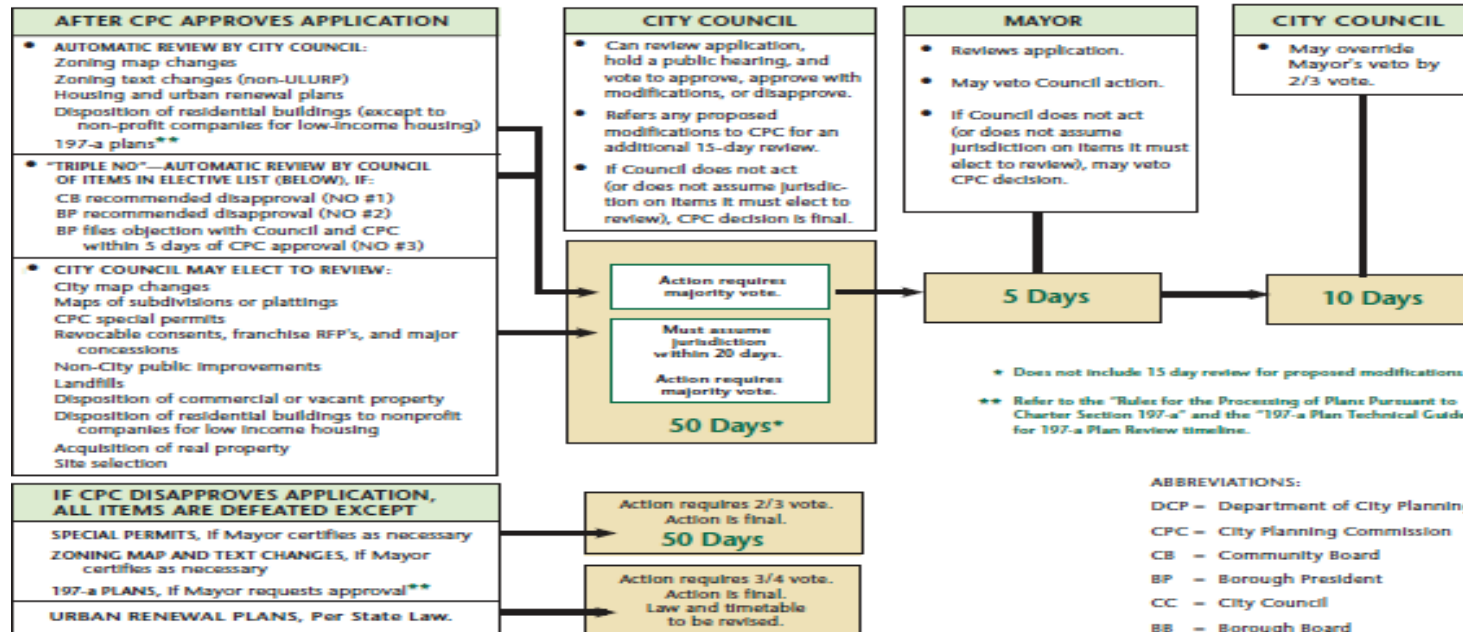 AFTER CPC APPROVES APPLICATION
• AUTOMATIC REVIEW BY CITY COUNCIL:
Zoning map changes
Zoning text changes (non-ULURP)
Housing and urban renewal plans
Disposition of residential buildings (except to
non-profit companies for low-income housing)
197-a plans**
• "TRIPLE NO"—AUTOMATIC REVIEW BY COUNCIL
OF ITEMS IN ELECTIVE LIST (BELOW), IF:
CB recommended disapproval (NO #1)
BP recommended disapproval (NO #2)
BP files objection with Council and CPC
within 5 days of CPC approval (NO #3)
• CITY COUNCIL MAY ELECT TO REVIEW:
City map changes
Maps of subdivisions or plattings
CPC special permits
Revocable consents, franchise RFP's, and major
concessions
Non-City public improvements
Landfills
Disposition of commercial or vacant property
Disposition of residential buildings to nonprofit
companies for low income housing
Acquisition of real property
Site selection
CITY COUNCIL
• Can review application,
hold a public hearing, and
vote to approve, approve with
modifications, or disapprove.
• Refers any proposed
modifications to CPC for an
additional 15-day review.
• If Council does not act
(or does not assume jurisdic-
tion on items it must elect to
review), CPC decision is final.
Action requires
majority vote.
Must assume
jurisdiction
within 20 days.
Action requires
majority vote.
50 Days*
MAYOR
• Reviews application.
• May veto Council action.
• If Council does not act
(or does not assume
jurisdiction on items it must
elect to review), may veto
CPC decision.
5 Days
CITY COUNCIL
• May override
Mayor's veto by
2/3 vote.
10 Days
* Does not include 15 day review for proposed modifications
** Refer to the "Rules for the Processing of Plans Pursuant to
Charter Section 197-a" and the "197-a Plan Technical Guide
for 197-a Plan Review timeline.
IF CPC DISAPPROVES APPLICATION,
ALL ITEMS ARE DEFEATED EXCEPT
SPECIAL PERMITS, If Mayor certifies as necessary
ZONING MAP AND TEXT CHANGES, If Mayor
certifies as necessary
197-a PLANS, If Mayor requests approval**
URBAN RENEWAL PLANS, Per State Law.
Action requires 2/3 vote.
Action is final.
50 Days
Action requires 3/4 vote.
Action is final.
Law and timetable
to be revised.
ABBREVIATIONS:
DCP – Department of City Planning
CPC – City Planning Commission
CB – Community Board
BP – Borough President
CC – City Council
BB – Borough Board